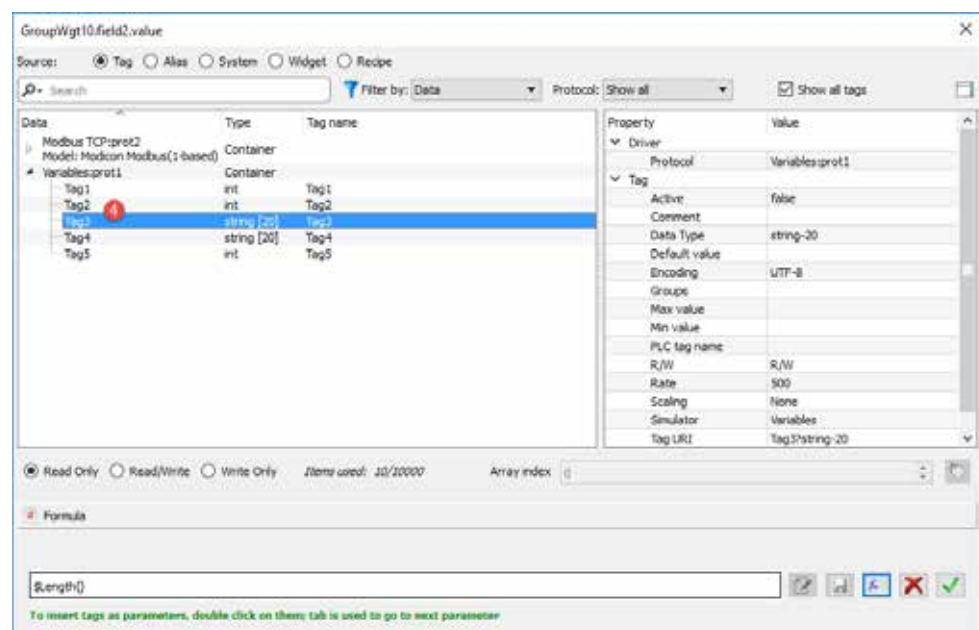 GroupWgt10.field2.value
Source: Tag Alias System Widget Recipe
Search Filter by: Data Protocol: Show all Show all tags
Data Type Tag name
Modbus TCP:prot2
Model: Modicon Modbus(1-based) Container
Variables:prot1 Container
Tag1 int Tag1
Tag2 int Tag2
4
Tag3 string [20] Tag3
Tag4 string [20] Tag4
Tag5 int Tag5
Property Value
Driver
Protocol Variables:prot1
Tag
Active false
Comment
Data Type string-20
Default value
Encoding UTF-8
Groups
Max value
Min value
PLC tag name
R/W R/W
Rate 500
Scaling None
Simulator Variables
Tag URI Tag3?string-20
Read Only Read/Write Write Only Items used: 10/10000 Array index 0
Formula
$Length()
To insert tags as parameters, double click on them; tab is used to go to next parameter